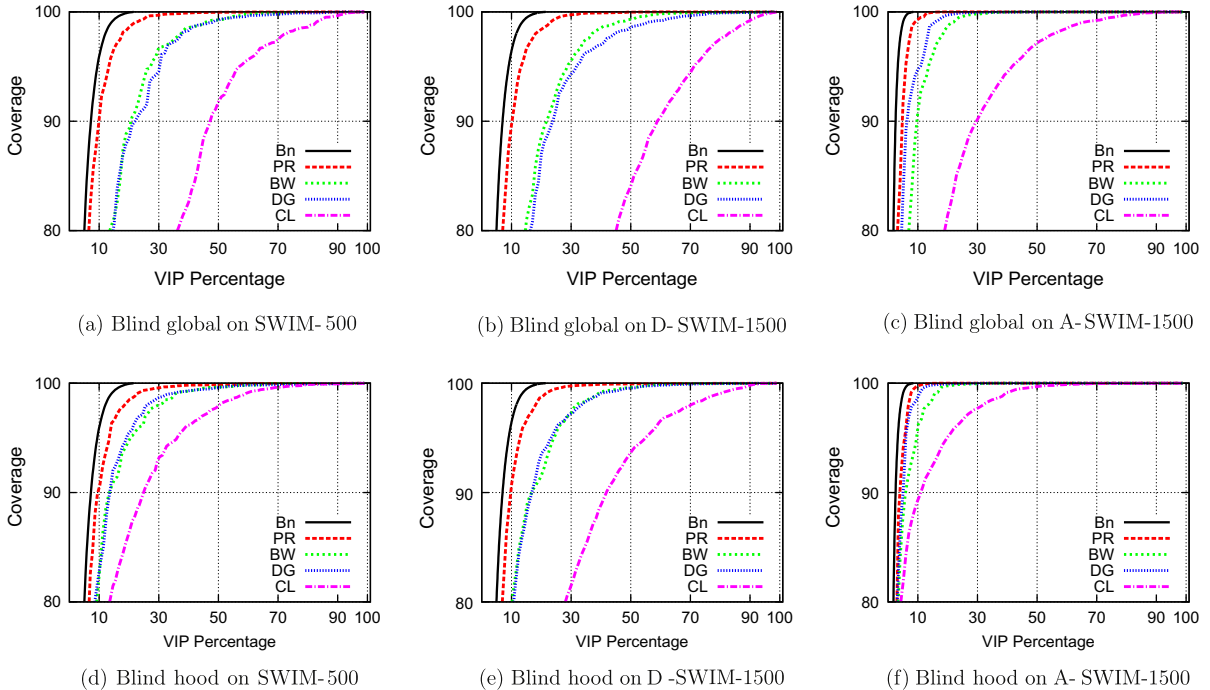 100
90
80
Coverage
Bn
PR
BW
DG
CL
10 30 50 70 90 100
VIP Percentage
(a) Blind global on SWIM-500
100
90
80
Coverage
Bn
PR
BW
DG
CL
10 30 50 70 90 100
VIP Percentage
(b) Blind global on D-SWIM-1500
100
90
80
Coverage
Bn
PR
BW
DG
CL
10 30 50 70 90 100
VIP Percentage
(c) Blind global on A-SWIM-1500
100
90
80
Coverage
Bn
PR
BW
DG
CL
10 30 50 70 90 100
VIP Percentage
(d) Blind hood on SWIM-500
100
90
80
Coverage
Bn
PR
BW
DG
CL
10 30 50 70 90 100
VIP Percentage
(e) Blind hood on D-SWIM-1500
100
90
80
Coverage
Bn
PR
BW
DG
CL
10 30 50 70 90 100
VIP Percentage
(f) Blind hood on A-SWIM-1500